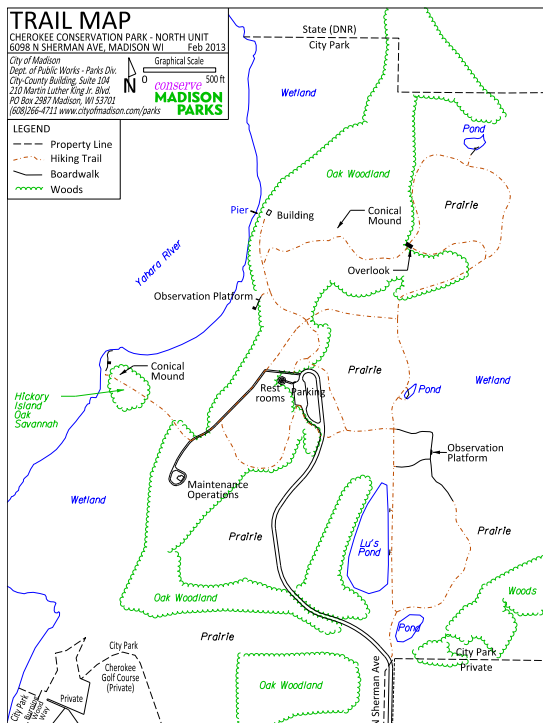 TRAIL MAP
CHEROKEE CONSERVATION PARK - NORTH UNIT
6098 N SHERMAN AVE, MADISON WI Feb 2013
City of Madison
Dept. of Public Works - Parks Div.
City-County Building, Suite 104
210 Martin Luther King Jr. Blvd.
PO Box 2987 Madison, WI 53701
(608)266-4711 www.cityofmadison.com/parks
N
Graphical Scale
0 500 ft
conserve
MADISON
PARKS
LEGEND
Property Line
Hiking Trail
Boardwalk
Woods
State (DNR)
City Park
Wetland
Pond
Oak Woodland
Prairie
Pier
Building
Conical
Mound
Overlook
Yahara River
Observation Platform
Conical
Mound
Hickory
Island
Oak
Savannah
Rest
rooms
Parking
Prairie
Pond
Wetland
Observation
Platform
Maintenance
Operations
Wetland
Prairie
Lu's
Pond
Prairie
Oak Woodland
Woods
Pond
Prairie
City Park
Private
City Park
Cherokee
Golf Course
(Private)
Private
City Park
Burning
Wood
Way
Oak Woodland
N Sherman Ave